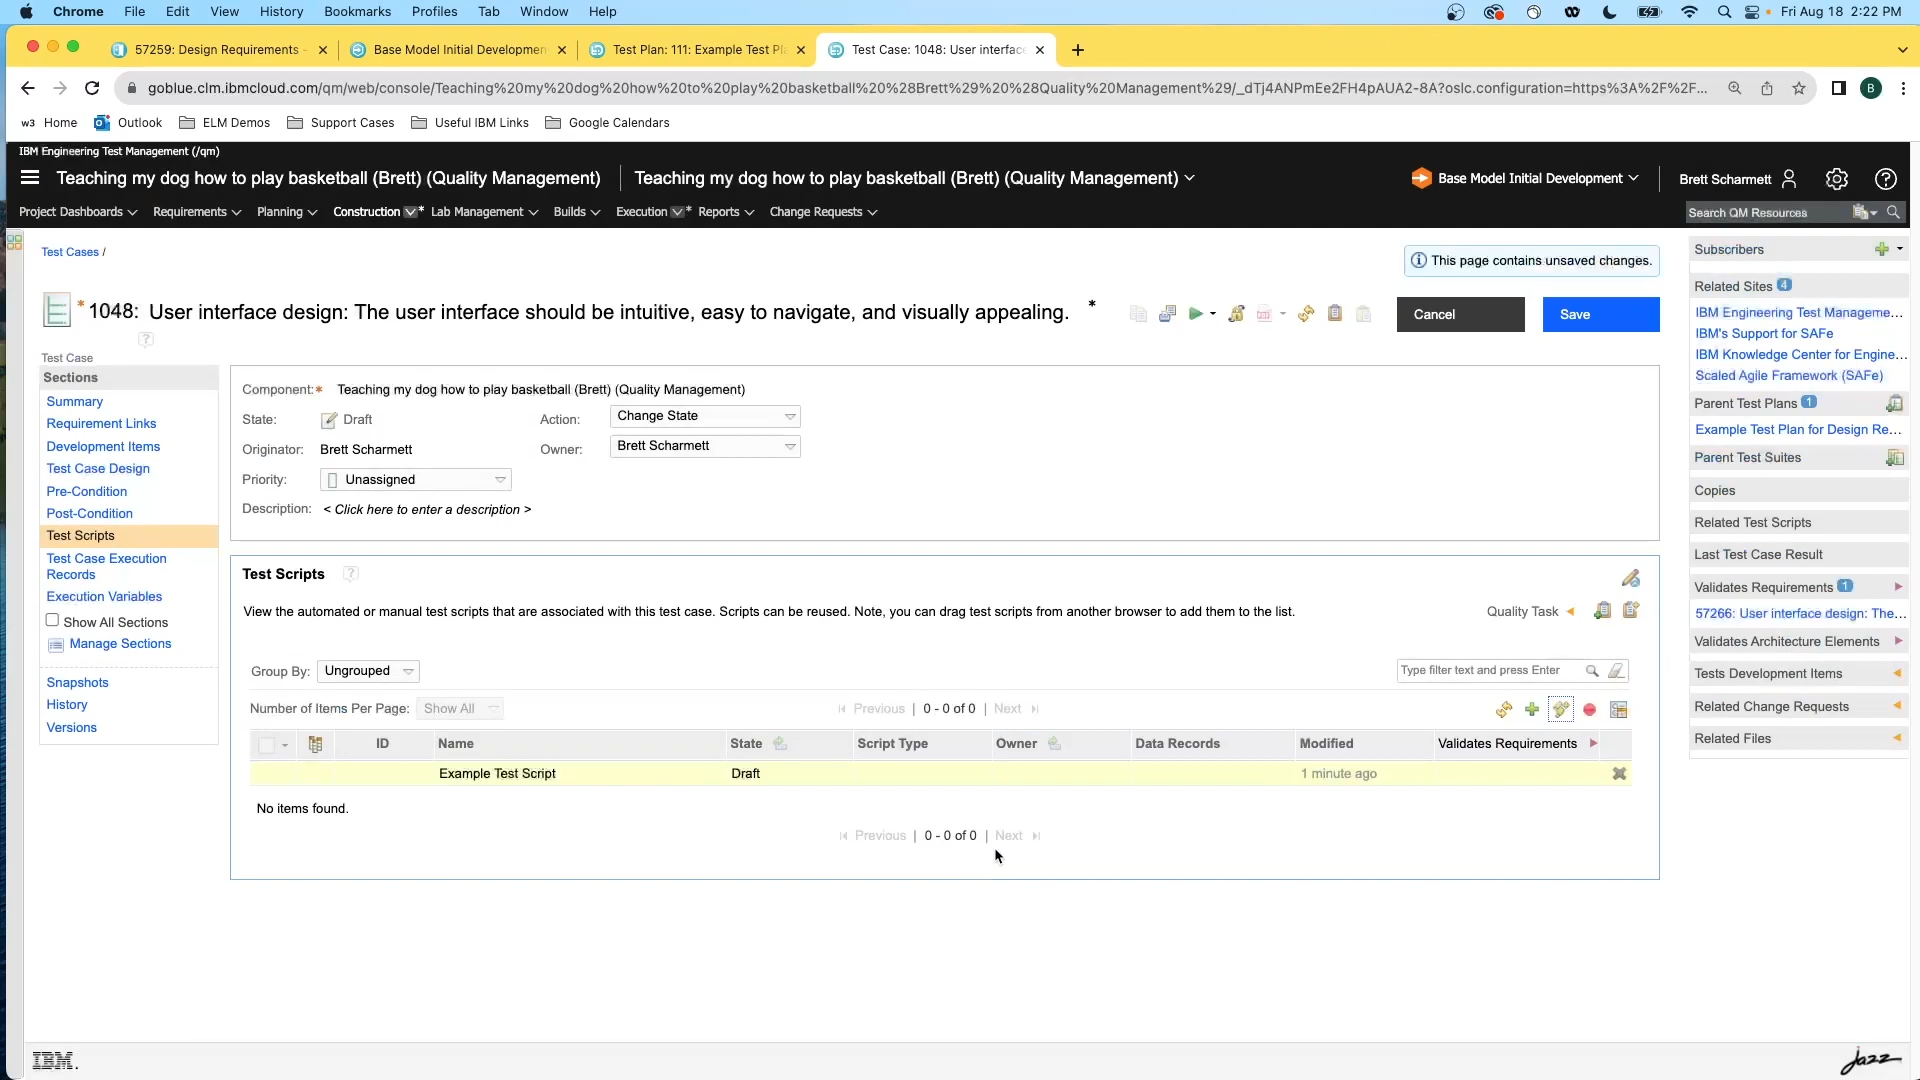 Chrome File Edit View History Bookmarks Profiles Tab Window Help Fri Aug 18 2:22 PM
57259: Design Requirements - Base Model Initial Developmen Test Plan: 111: Example Test Pla Test Case: 1048: User interface
goblue.clm.ibmcloud.com/qm/web/console/Teaching%20my%20dog%20how%20to%20play%20basketball%20%28Brett%29%20%28Quality%20Management%29/_dTj4ANPmEe2FH4pAUA2-8A?oslc.configuration=https%3A%2F%2F... B
w3 Home Outlook ELM Demos Support Cases Useful IBM Links Google Calendars
IBM Engineering Test Management (/qm)
Teaching my dog how to play basketball (Brett) (Quality Management) Teaching my dog how to play basketball (Brett) (Quality Management) Base Model Initial Development Brett Scharmett
Project Dashboards Requirements Planning Construction * Lab Management Builds Execution * Reports Change Requests Search QM Resources
Test Cases /
This page contains unsaved changes.
* 1048: User interface design: The user interface should be intuitive, easy to navigate, and visually appealing. *
Cancel Save
Test Case
Sections
Summary
Requirement Links
Development Items
Test Case Design
Pre-Condition
Post-Condition
Test Scripts
Test Case Execution
Records
Execution Variables
Show All Sections
Manage Sections
Snapshots
History
Versions
Component:* Teaching my dog how to play basketball (Brett) (Quality Management)
State: Draft Action: Change State
Originator: Brett Scharmett Owner: Brett Scharmett
Priority: Unassigned
Description: < Click here to enter a description >
Test Scripts ?
View the automated or manual test scripts that are associated with this test case. Scripts can be reused. Note, you can drag test scripts from another browser to add them to the list. Quality Task
Group By: Ungrouped Type filter text and press Enter
Number of Items Per Page: Show All Previous | 0 - 0 of 0 | Next
ID Name State Script Type Owner Data Records Modified Validates Requirements
Example Test Script Draft 1 minute ago
No items found.
Previous | 0 - 0 of 0 | Next
Subscribers
Related Sites 4
IBM Engineering Test Manageme...
IBM's Support for SAFe
IBM Knowledge Center for Engine...
Scaled Agile Framework (SAFe)
Parent Test Plans 1
Example Test Plan for Design Re...
Parent Test Suites
Copies
Related Test Scripts
Last Test Case Result
Validates Requirements 1
57266: User interface design: The...
Validates Architecture Elements
Tests Development Items
Related Change Requests
Related Files
IBM.
Jazz